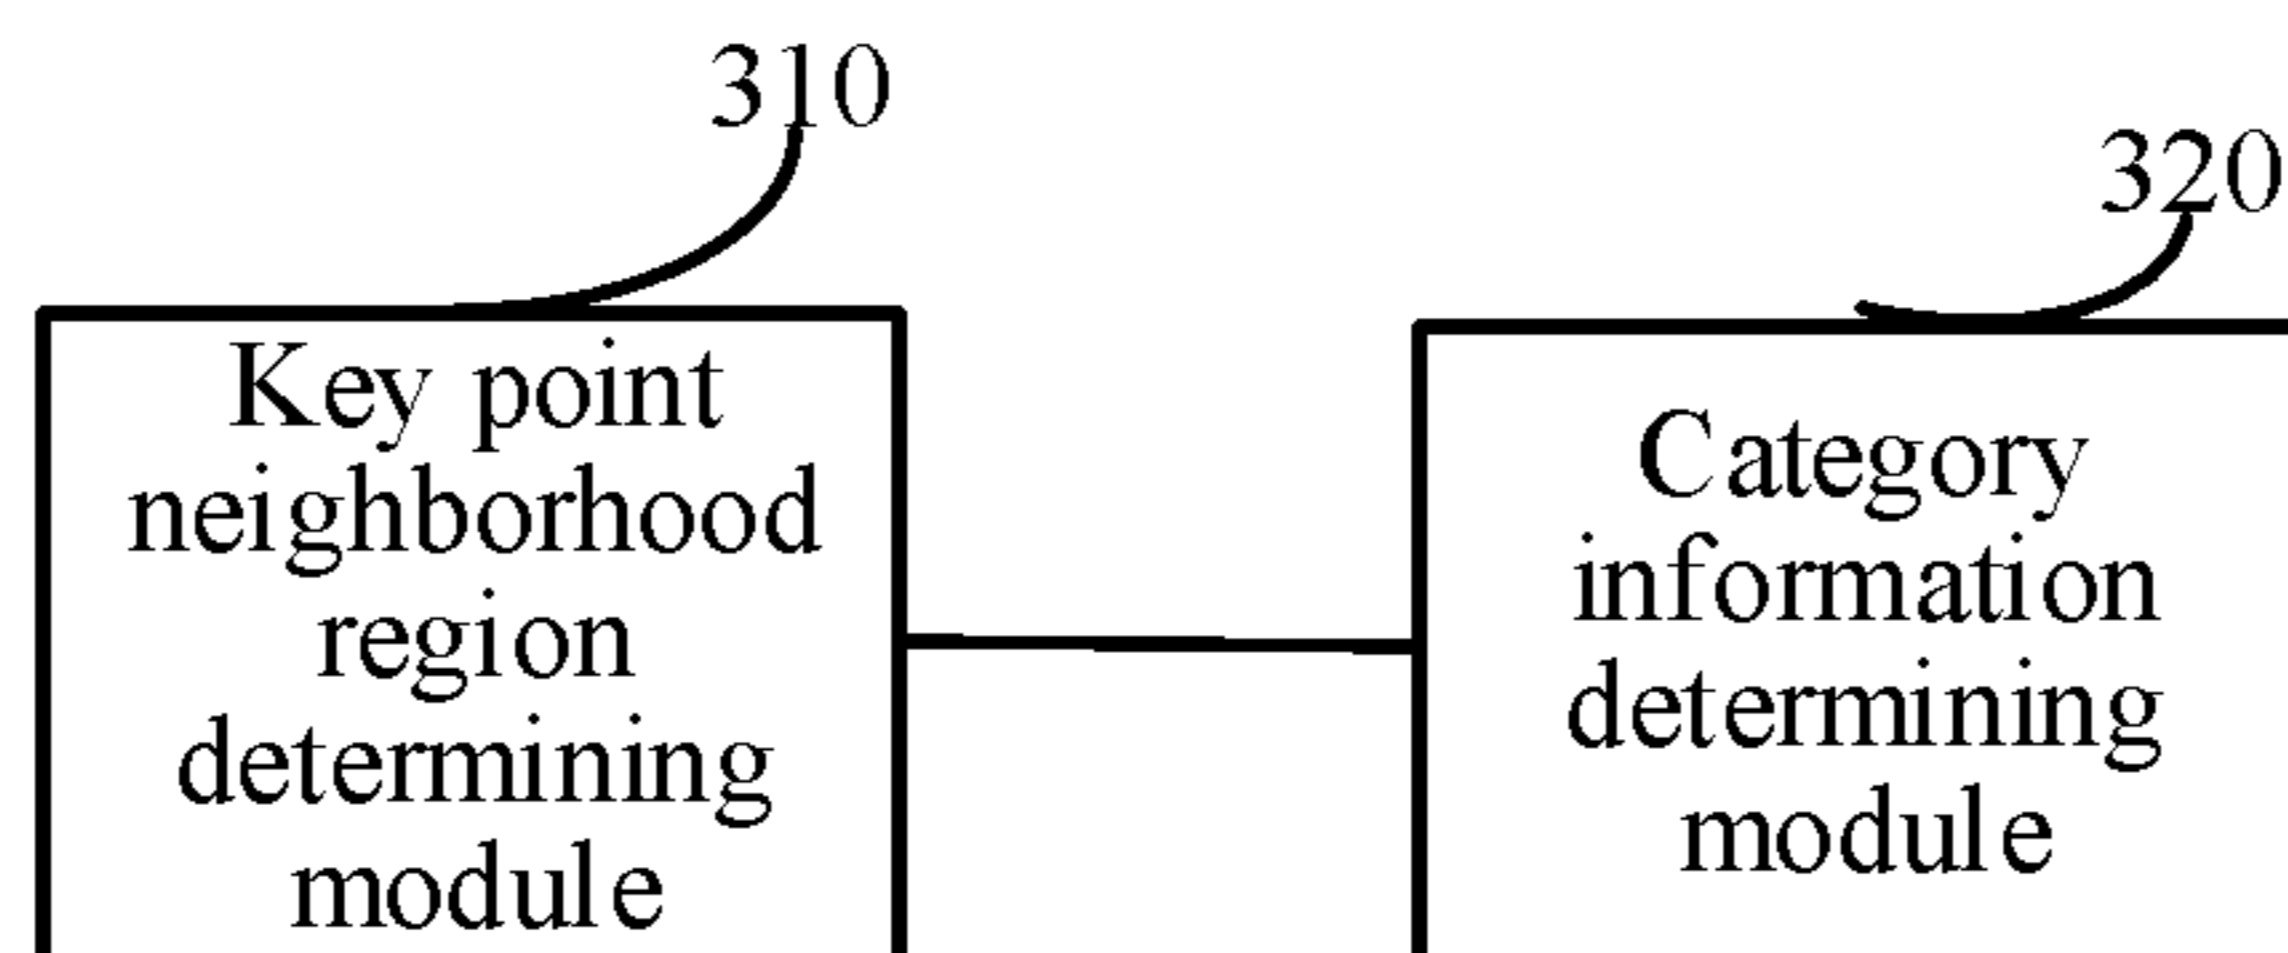 310
320
Key point
neighborhood
region
determining
module
Category
information
determining
module